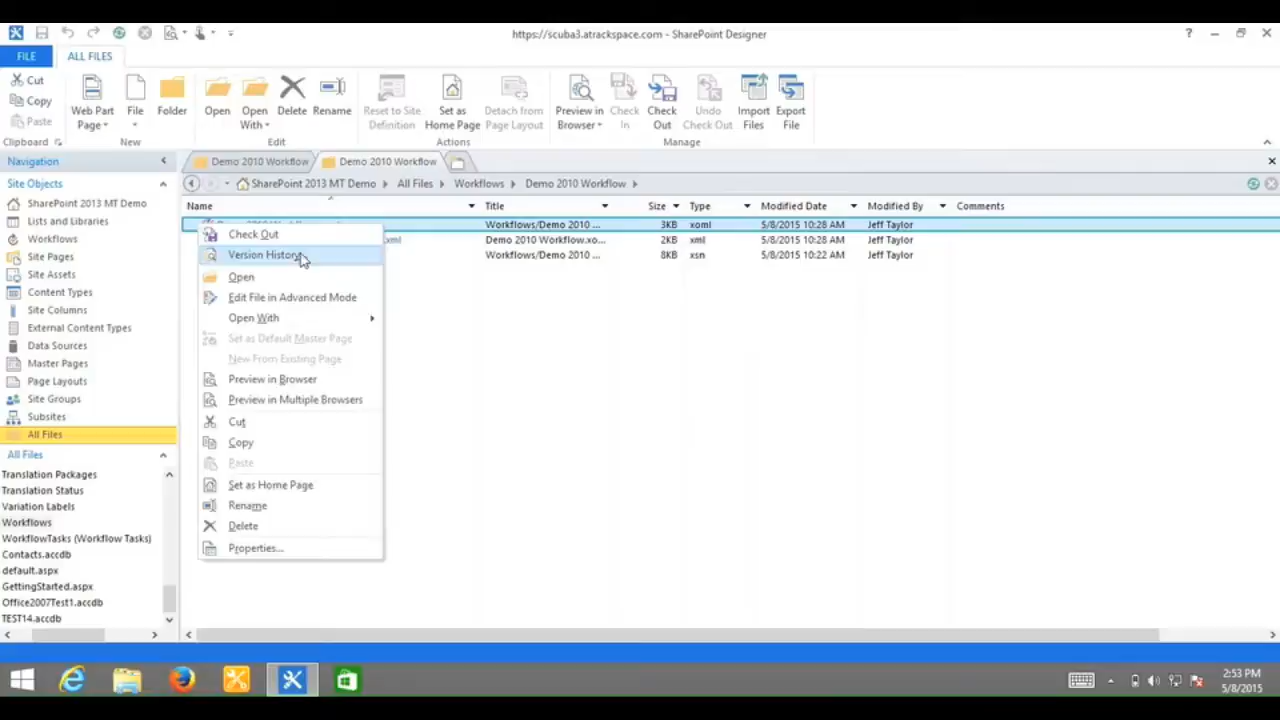 https://scuba3.atrackspace.com - SharePoint Designer
?
FILE
ALL FILES
Cut
Copy
Paste
Clipboard
Web Part
Page
File
Folder
New
Open
Open
With
Delete
Rename
Edit
Reset to Site
Definition
Set as
Home Page
Detach from
Page Layout
Actions
Preview in
Browser
Check
In
Check
Out
Undo
Check Out
Import
Files
Export
File
Manage
Navigation
Demo 2010 Workflow
Demo 2010 Workflow
SharePoint 2013 MT Demo
All Files
Workflows
Demo 2010 Workflow
Site Objects
SharePoint 2013 MT Demo
Lists and Libraries
Workflows
Site Pages
Site Assets
Content Types
Site Columns
External Content Types
Data Sources
Master Pages
Page Layouts
Site Groups
Subsites
All Files
All Files
Translation Packages
Translation Status
Variation Labels
Workflows
WorkflowTasks (Workflow Tasks)
Contacts.accdb
default.aspx
GettingStarted.aspx
Office2007Test1.accdb
TEST14.accdb
Name Title Size Type Modified Date Modified By Comments
Workflows/Demo 2010 ... 3KB xoml 5/8/2015 10:28 AM Jeff Taylor
xml Demo 2010 Workflow.xo... 2KB xml 5/8/2015 10:28 AM Jeff Taylor
Workflows/Demo 2010 ... 8KB xsn 5/8/2015 10:22 AM Jeff Taylor
Check Out
Version History
Open
Edit File in Advanced Mode
Open With
Set as Default Master Page
New From Existing Page
Preview in Browser
Preview in Multiple Browsers
Cut
Copy
Paste
Set as Home Page
Rename
Delete
Properties...
2:53 PM
5/8/2015